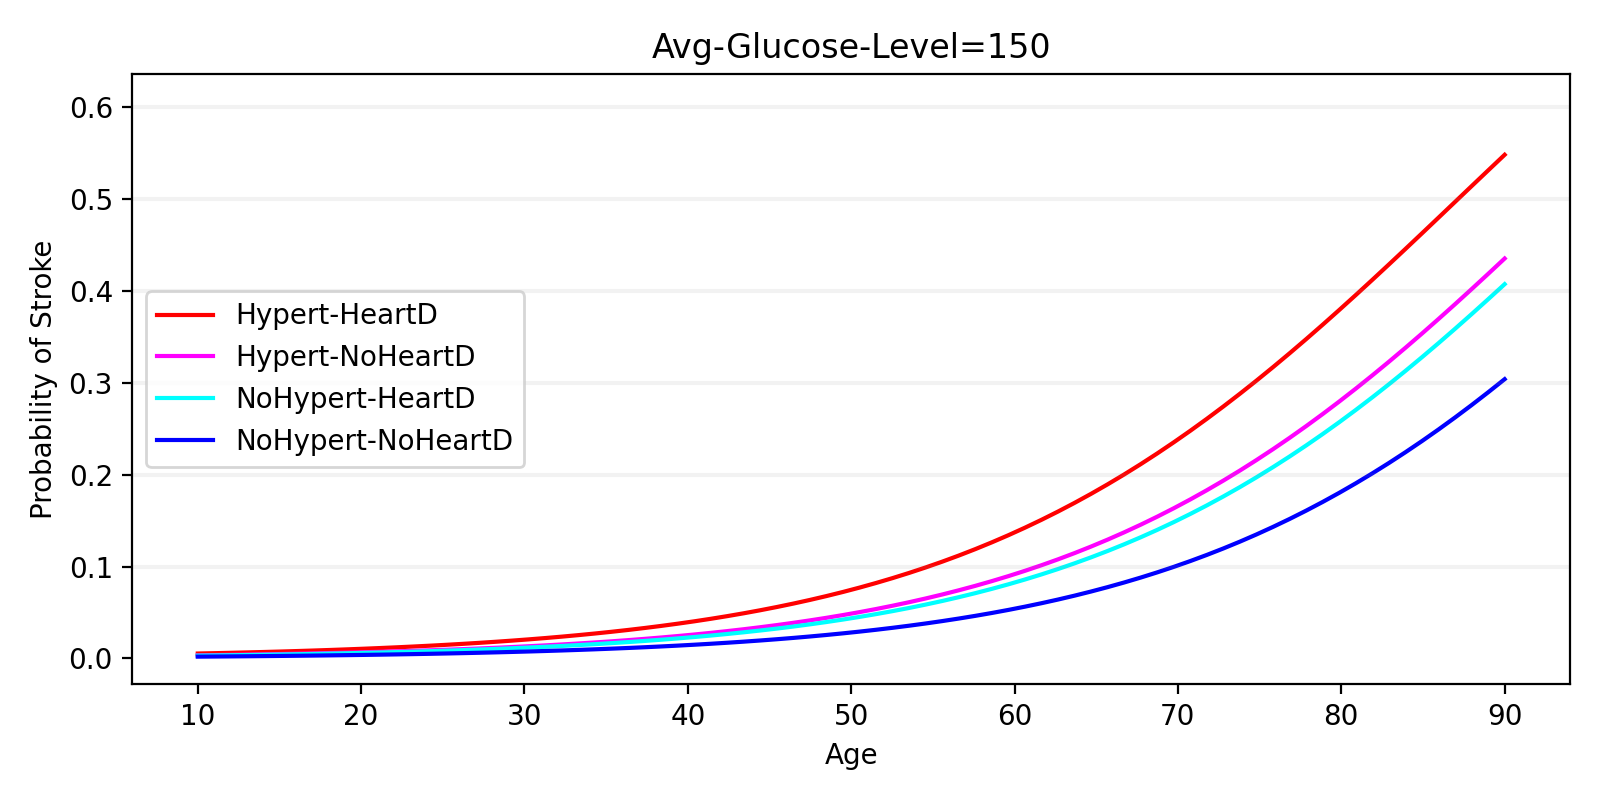 Avg-Glucose-Level=150
Probability of Stroke
0.6
0.5
0.4
0.3
0.2
0.1
0.0
Hypert-HeartD
Hypert-NoHeartD
NoHypert-HeartD
NoHypert-NoHeartD
10 20 30 40 50 60 70 80 90
Age